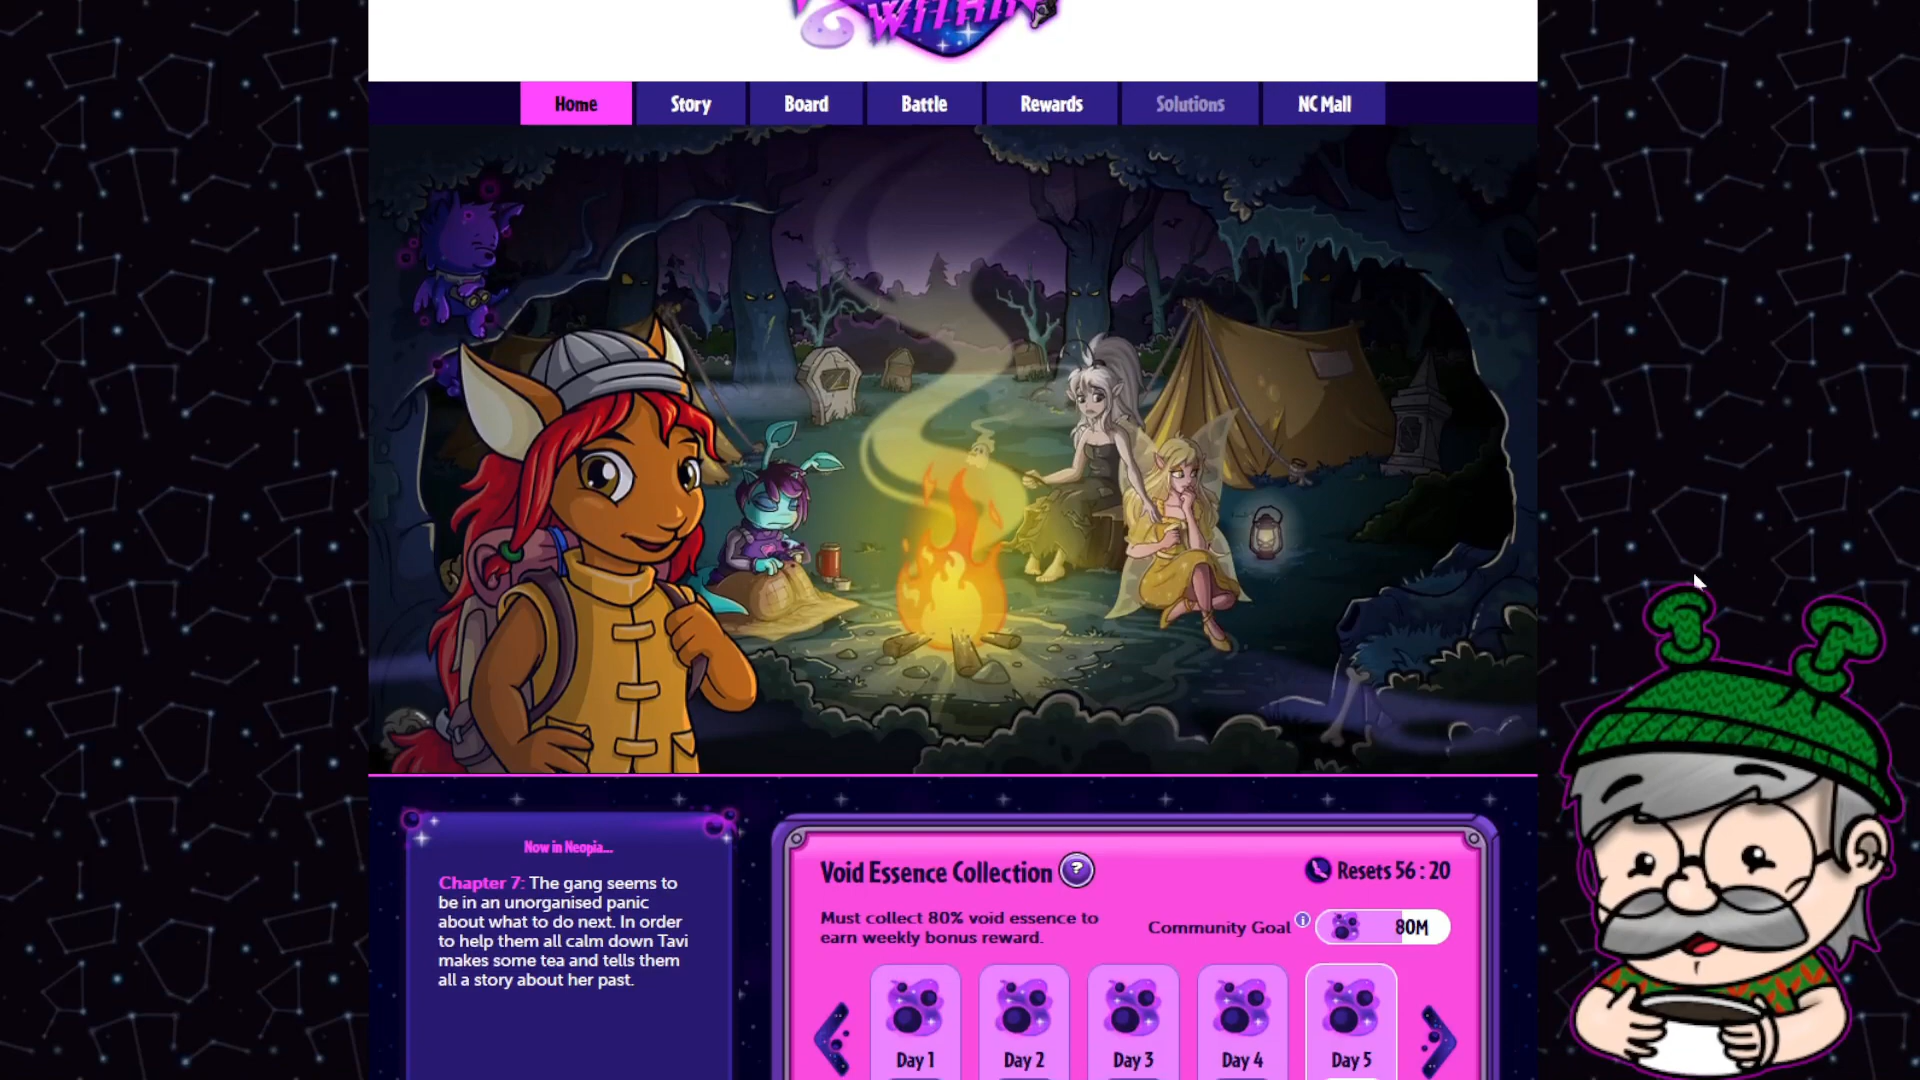 WITHIN
Home Story Board Battle Rewards Solutions NC Mall
Now in Neopia...
Chapter 7: The gang seems to
be in an unorganised panic
about what to do next. In order
to help them all calm down Tavi
makes some tea and tells them
all a story about her past.
Void Essence Collection ?
Resets 56 : 20
Must collect 80% void essence to
earn weekly bonus reward.
Community Goal i 80M
Day 1 Day 2 Day 3 Day 4 Day 5